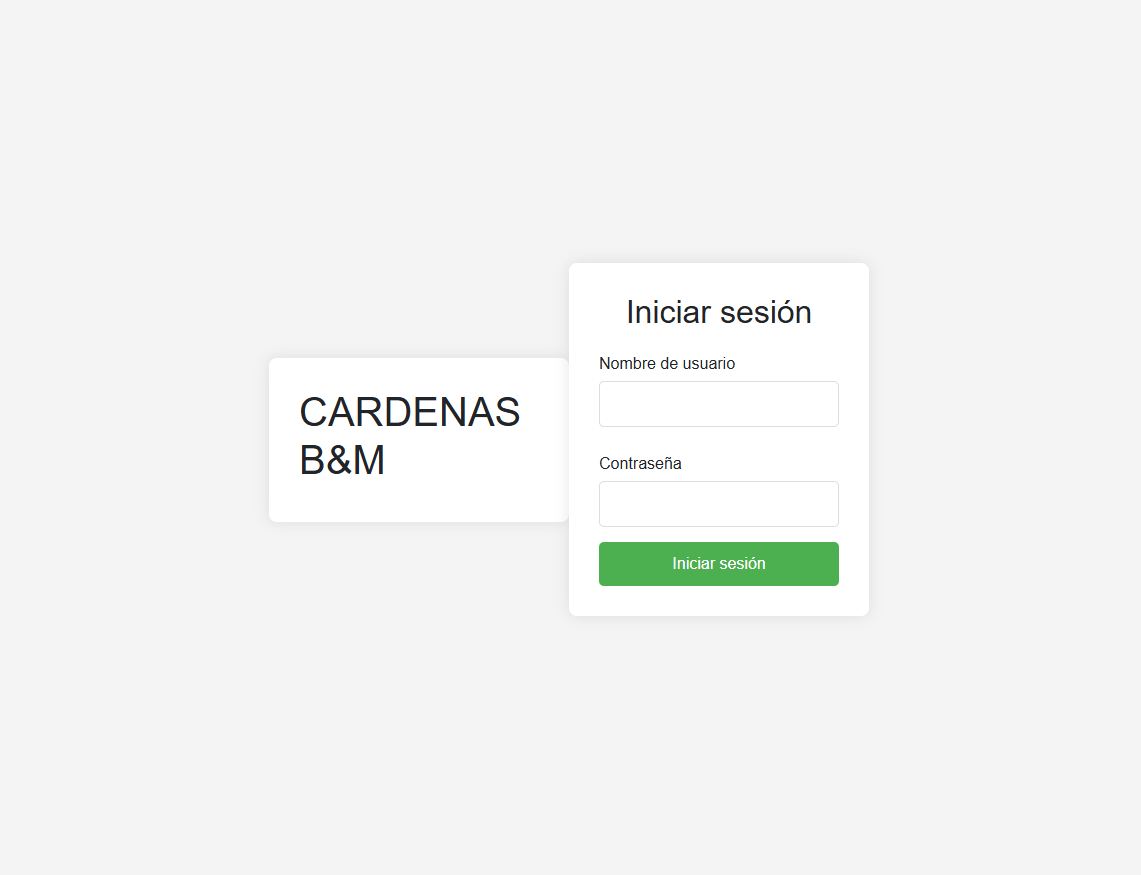 CARDENAS
B&M
Iniciar sesión
Nombre de usuario
Contraseña
Iniciar sesión